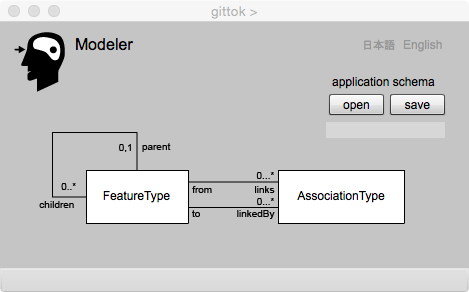 gittok >
Modeler
日本語 English
application schema
open save
0,1 parent
0..*
children
FeatureType
from
to
0...*
links
0...*
linkedBy
AssociationType